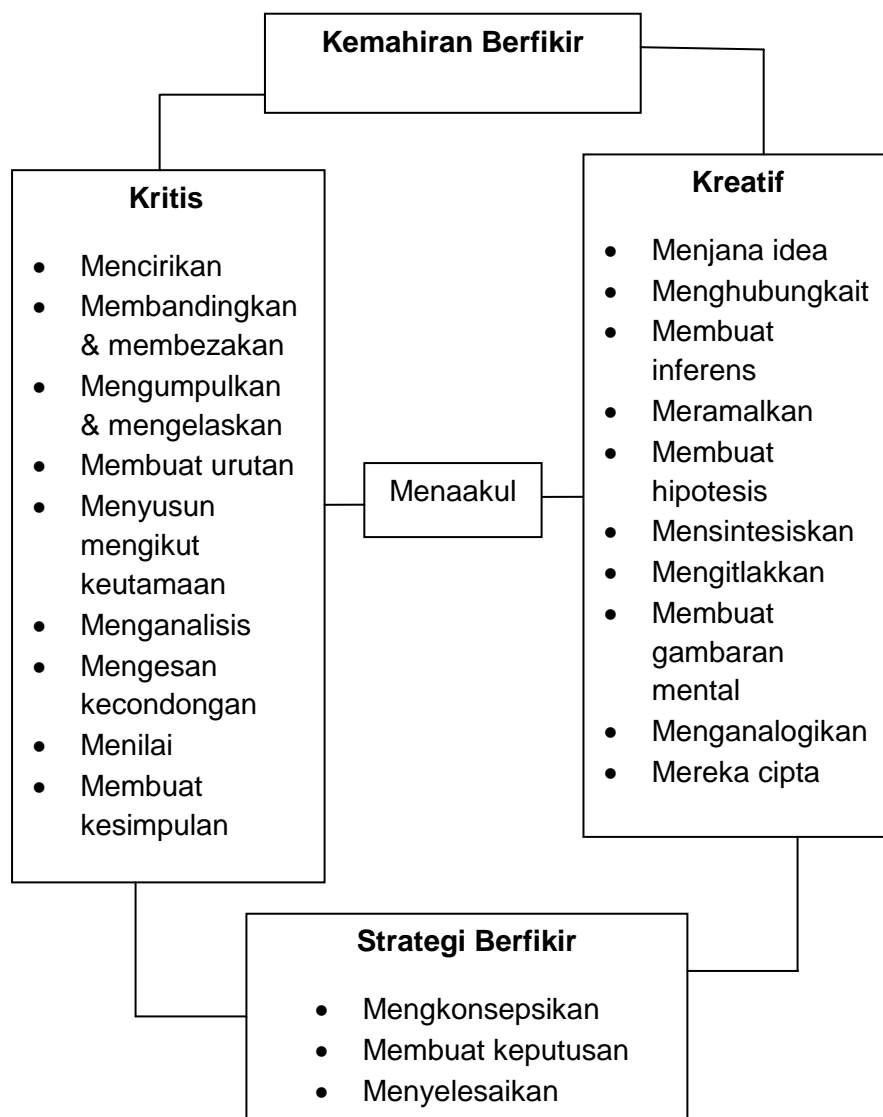 Kemahiran Berfikir
Kritis
• Mencirikan
• Membandingkan
& membezakan
• Mengumpulkan
& mengelaskan
• Membuat urutan
• Menyusun
mengikut
keutamaan
• Menganalisis
• Mengesan
kecondongan
• Menilai
• Membuat
kesimpulan
Menaakul
Kreatif
• Menjana idea
• Menghubungkait
• Membuat
inferens
• Meramalkan
• Membuat
hipotesis
• Mensintesiskan
• Mengitlakkan
• Membuat
gambaran
mental
• Menganalogikan
• Mereka cipta
Strategi Berfikir
• Mengkonsepsikan
• Membuat keputusan
• Menyelesaikan